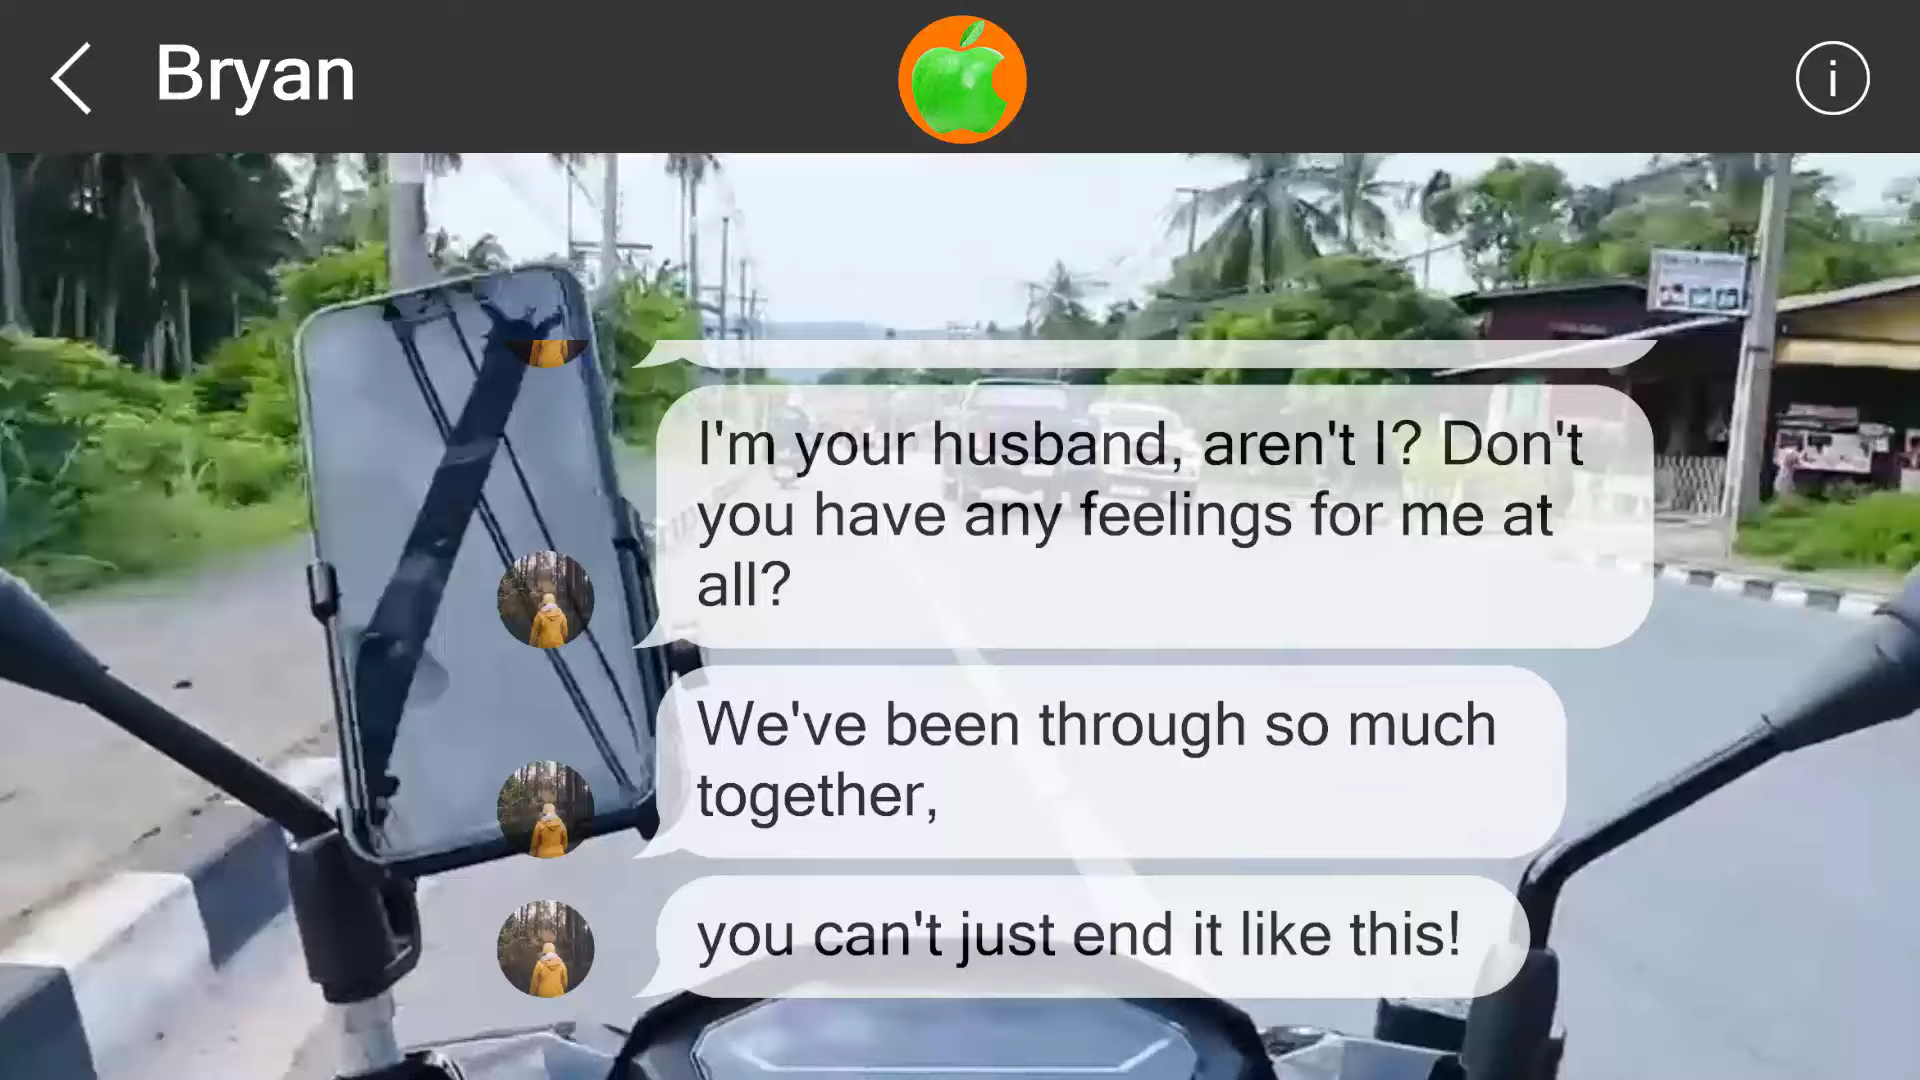 Bryan
I'm your husband, aren't I? Don't
you have any feelings for me at
all?
We've been through so much
together,
you can't just end it like this!